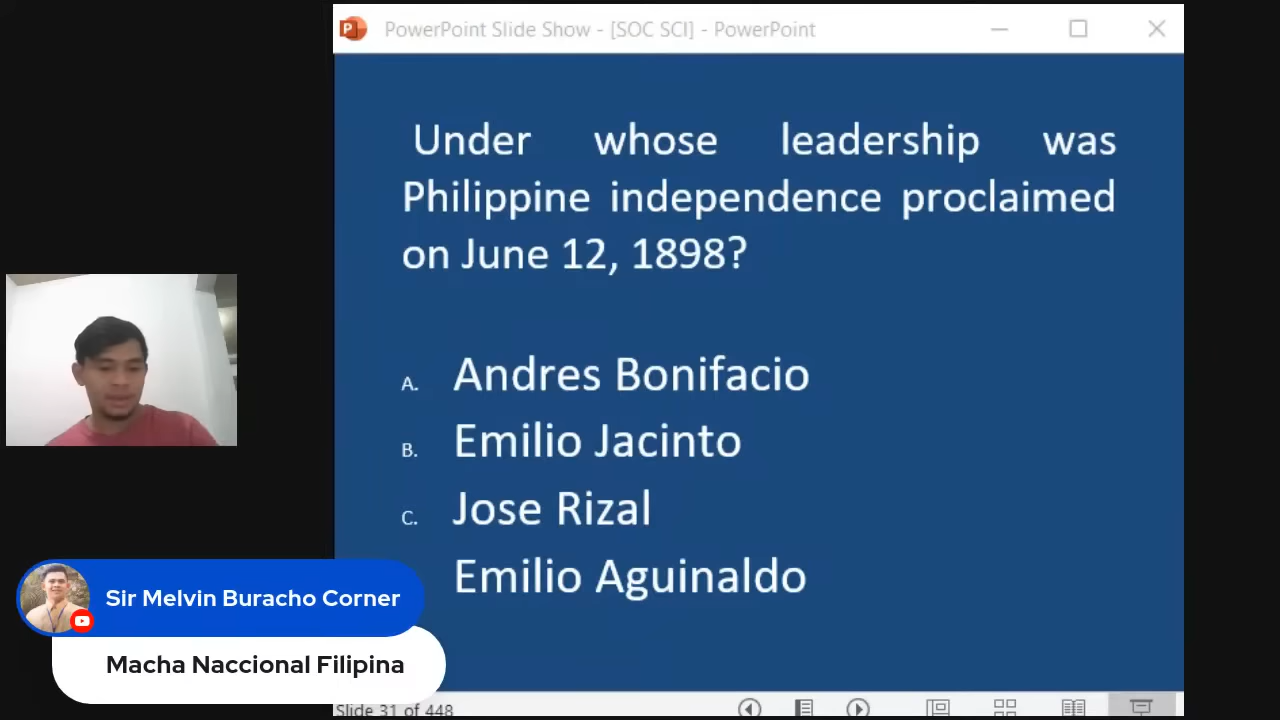 PowerPoint Slide Show - [SOC SCI] - PowerPoint
Under whose leadership was
Philippine independence proclaimed
on June 12, 1898?
A. Andres Bonifacio
B. Emilio Jacinto
C. Jose Rizal
Emilio Aguinaldo
Sir Melvin Buracho Corner
Macha Naccional Filipina
Slide 31 of 448